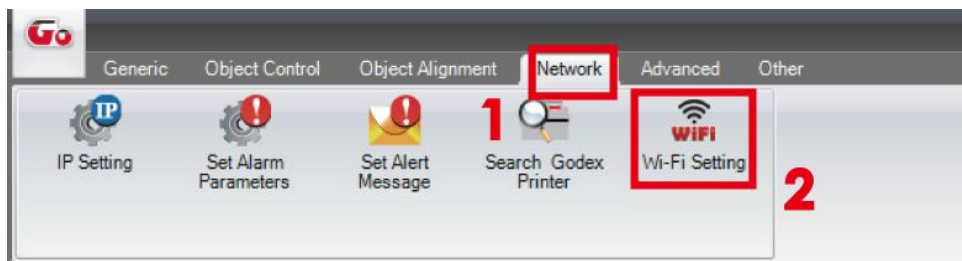 Go
Generic Object Control Object Alignment Network Advanced Other
1
IP
WiFi
IP Setting
Set Alarm
Parameters
Set Alert
Message
Search Godex
Printer
Wi-Fi Setting
2